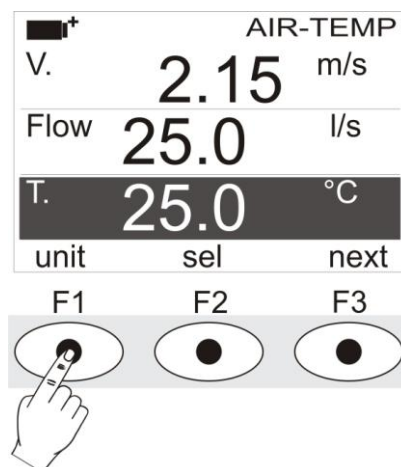 AIR-TEMP
V. 2.15 m/s
Flow 25.0 l/s
T. 25.0 °C
unit sel next
F1 F2 F3